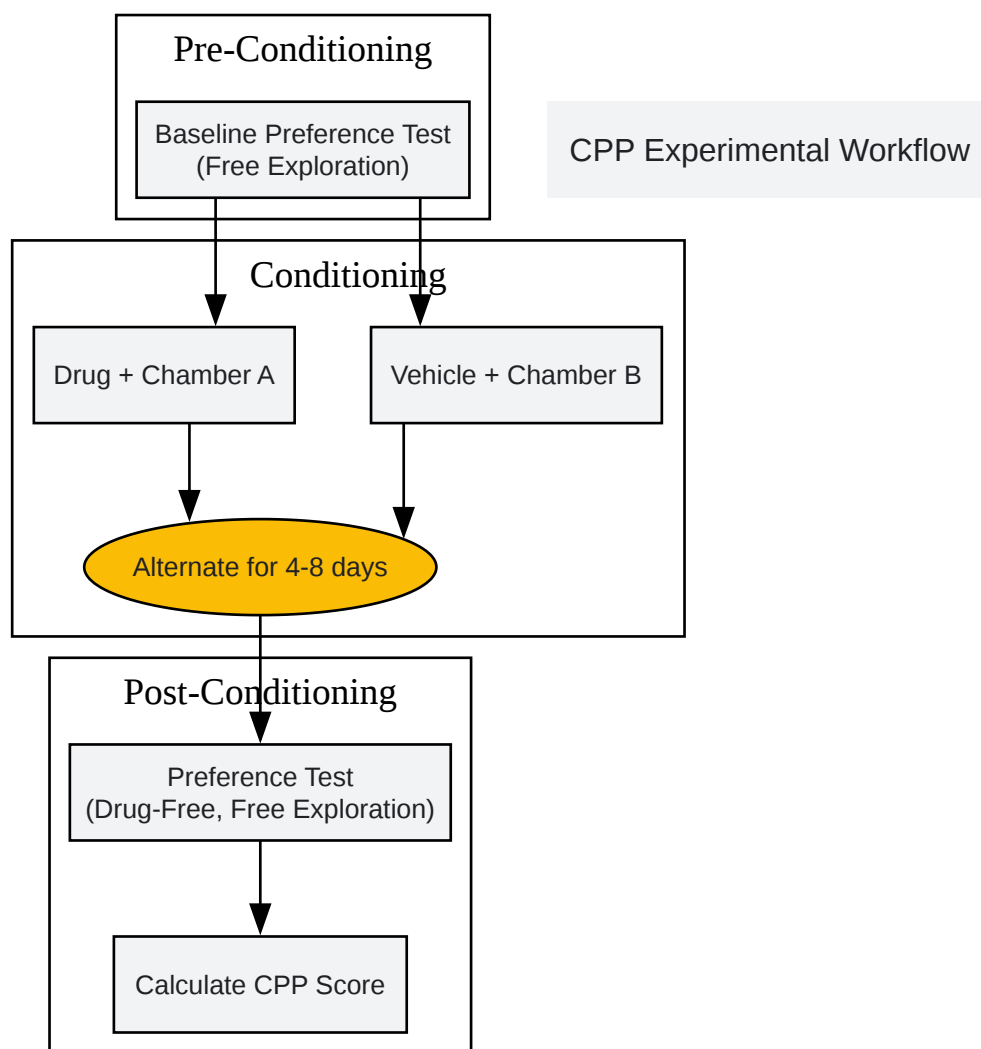 Pre-Conditioning
Baseline Preference Test
(Free Exploration)
CPP Experimental Workflow
Conditioning
Drug + Chamber A
Vehicle + Chamber B
Alternate for 4-8 days
Post-Conditioning
Preference Test
(Drug-Free, Free Exploration)
Calculate CPP Score